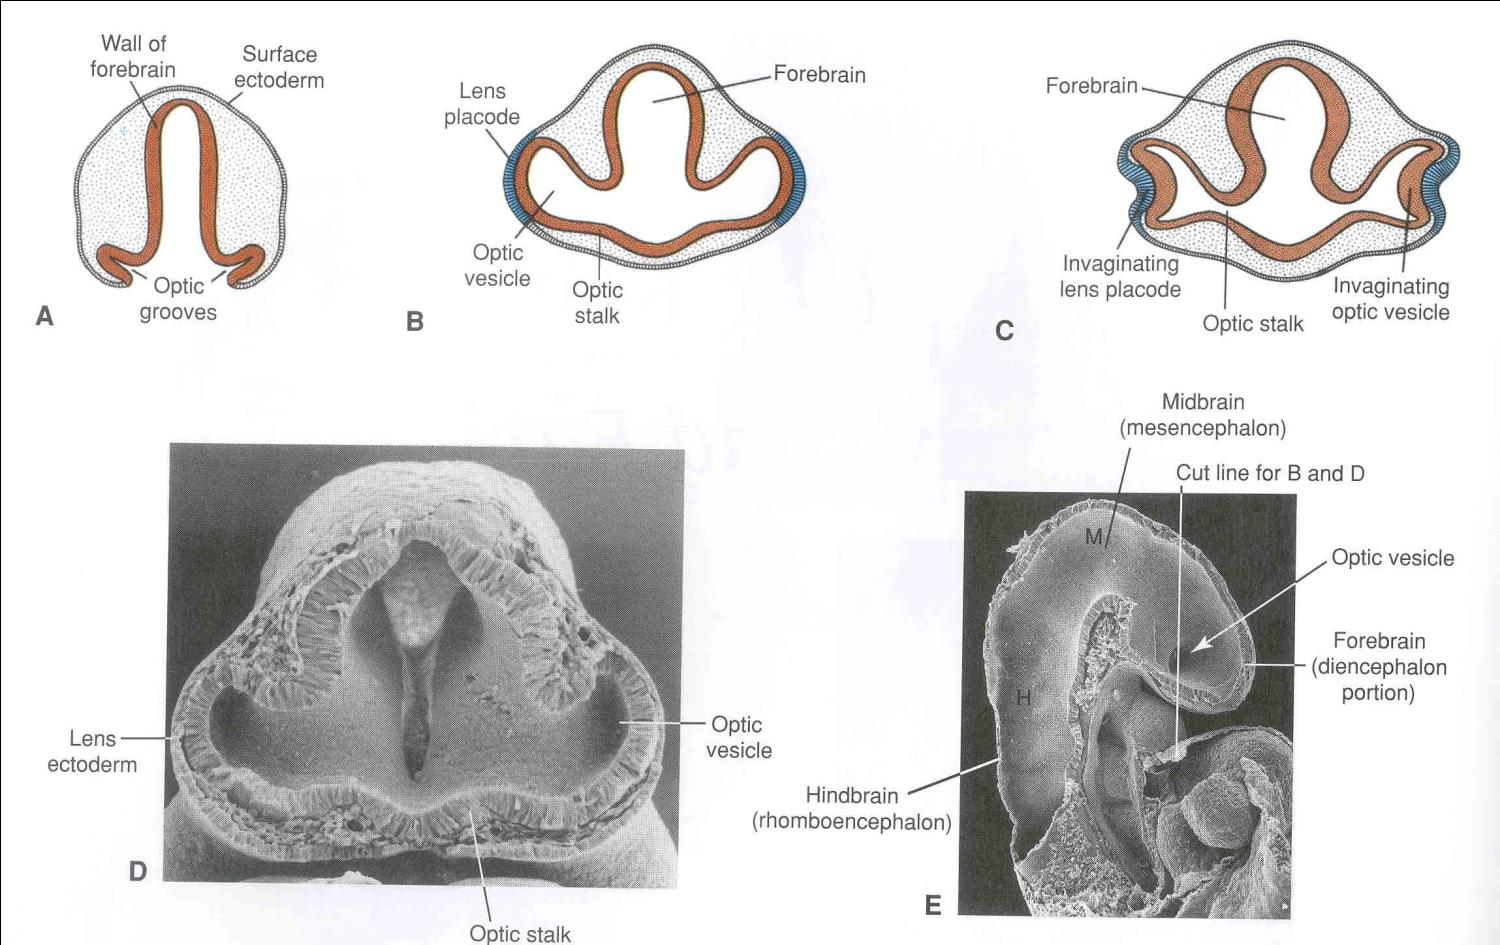 Wall of
forebrain
Surface
ectoderm
Optic
grooves
A
Lens
placode
Forebrain
Optic
vesicle
Optic
stalk
B
Forebrain
Invaginating
lens placode
Optic stalk
Invaginating
optic vesicle
C
Lens
ectoderm
Optic
vesicle
Optic stalk
D
Midbrain
(mesencephalon)
Cut line for B and D
M
Optic vesicle
Forebrain
(diencephalon
portion)
H
Hindbrain
(rhomboencephalon)
E